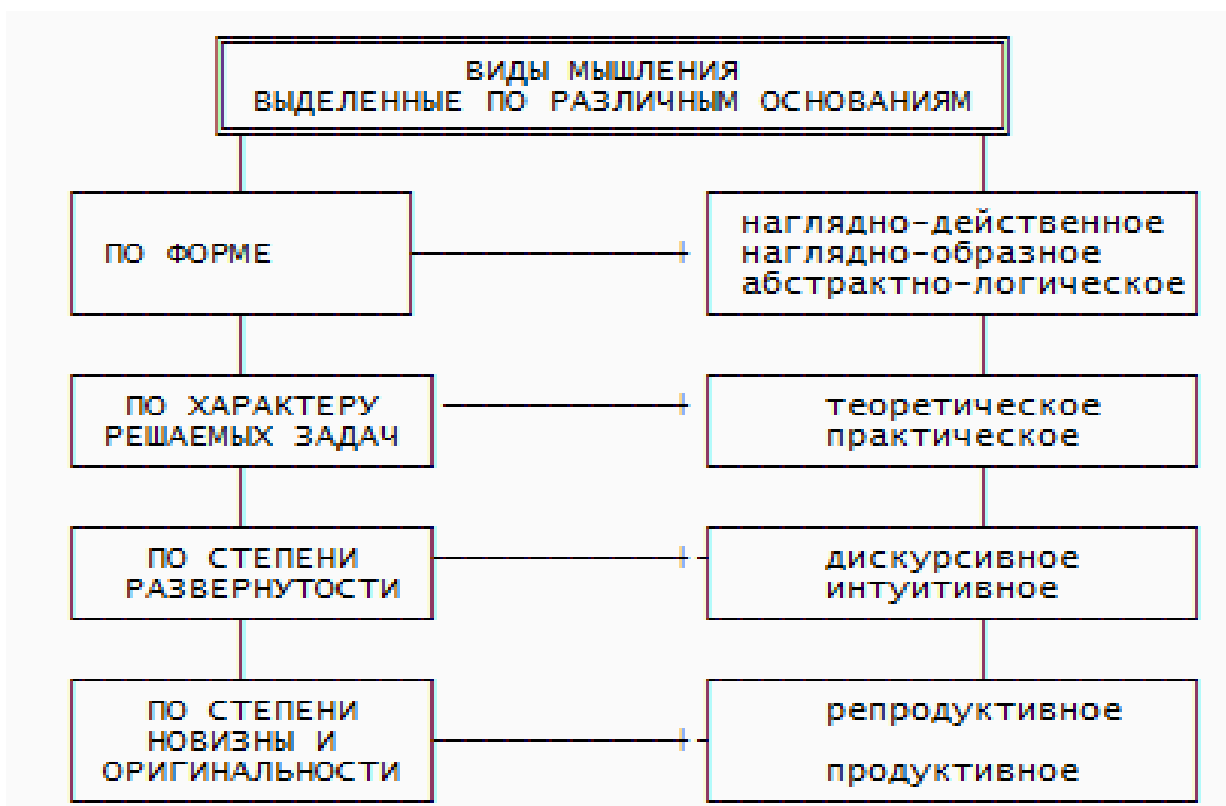 ВИДЫ МЫШЛЕНИЯ
ВЫДЕЛЕННЫЕ ПО РАЗЛИЧНЫМ ОСНОВАНИЯМ
ПО ФОРМЕ
наглядно-действенное
наглядно-образное
абстрактно-логическое
ПО ХАРАКТЕРУ
РЕШАЕМЫХ ЗАДАЧ
теоретическое
практическое
ПО СТЕПЕНИ
РАЗВЕРНУТОСТИ
дискурсивное
интуитивное
ПО СТЕПЕНИ
НОВИЗНЫ И
ОРИГИНАЛЬНОСТИ
репродуктивное
продуктивное